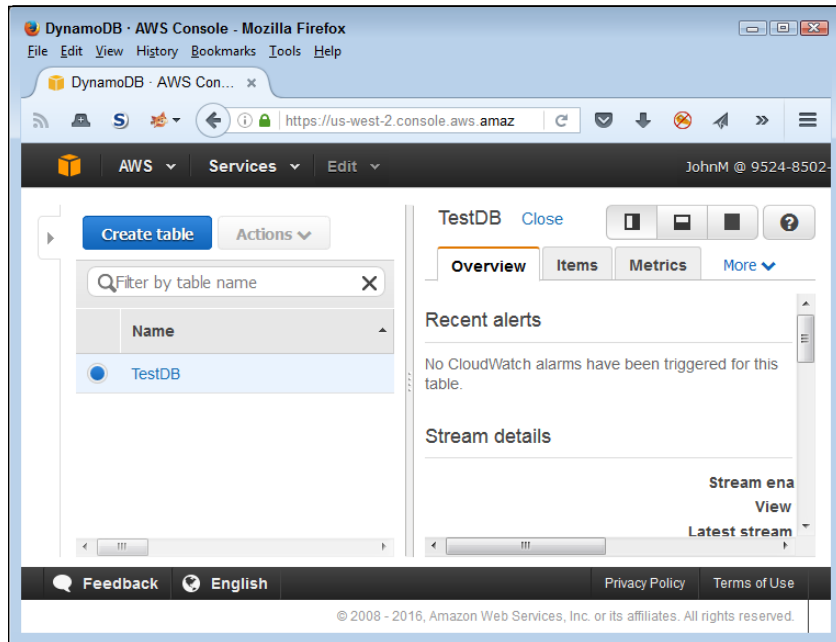 DynamoDB · AWS Console - Mozilla Firefox
File Edit View History Bookmarks Tools Help
DynamoDB · AWS Con... ×
https://us-west-2.console.aws.amaz
AWS Services Edit JohnM @ 9524-8502-
Create table Actions
Filter by table name
Name
TestDB
TestDB Close
Overview Items Metrics More
Recent alerts
No CloudWatch alarms have been triggered for this
table.
Stream details
Stream ena
View
Latest stream
Feedback English Privacy Policy Terms of Use
© 2008 - 2016, Amazon Web Services, Inc. or its affiliates. All rights reserved.